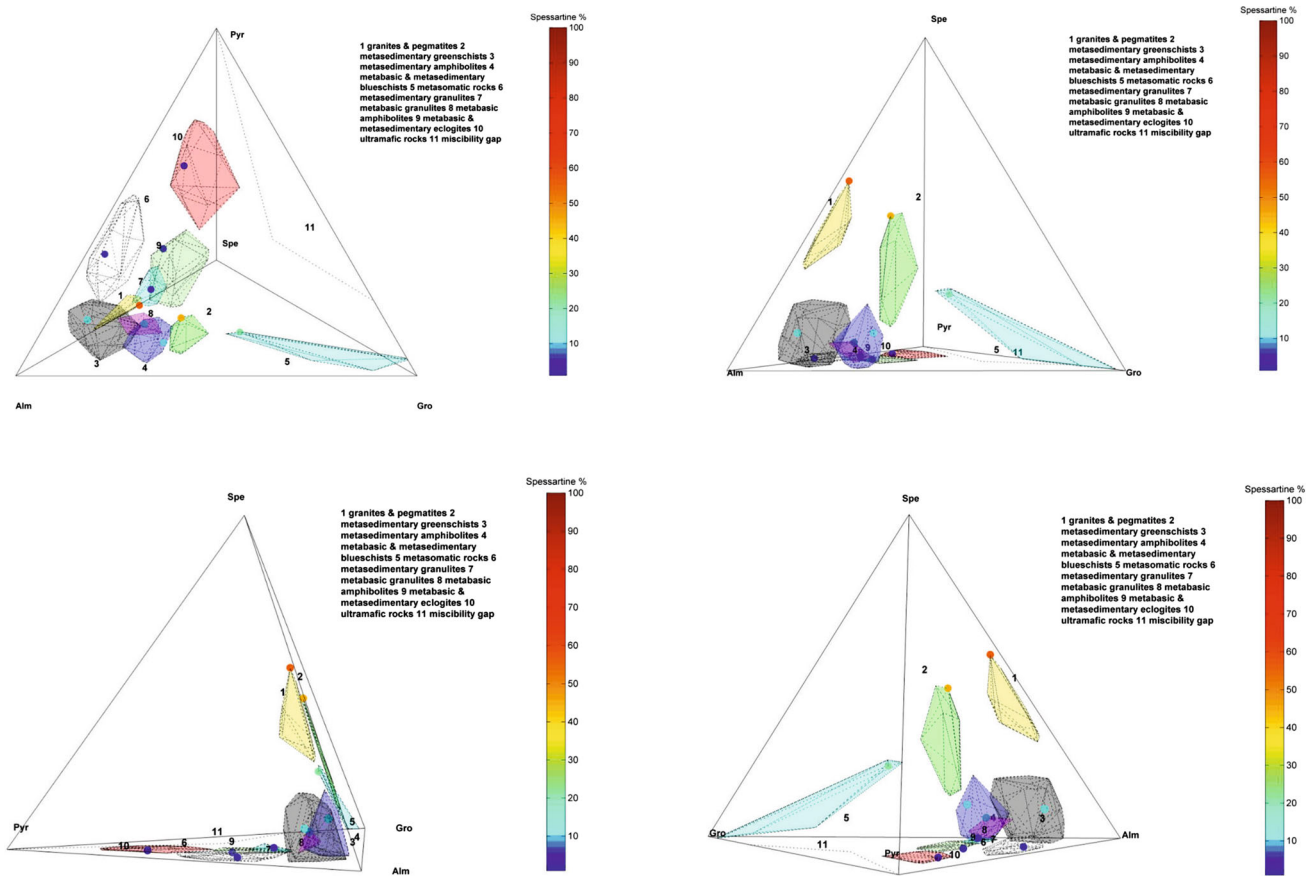 Pyr
Spe
Alm
Gro
1
2
3
4
5
6
7
8
9
10
11
1 granites & pegmatites 2
metasedimentary greenschists 3
metasedimentary amphibolites 4
metabasic & metasedimentary
blueschists 5 metasomatic rocks 6
metasedimentary granulites 7
metabasic granulites 8 metabasic
amphibolites 9 metabasic &
metasedimentary eclogites 10
ultramafic rocks 11 miscibility gap
Spessartine %
100
90
80
70
60
50
40
30
20
10
Spe
Pyr
Alm
Gro
1
2
3
4
9
10
5
11
1 granites & pegmatites 2
metasedimentary greenschists 3
metasedimentary amphibolites 4
metabasic & metasedimentary
blueschists 5 metasomatic rocks 6
metasedimentary granulites 7
metabasic granulites 8 metabasic
amphibolites 9 metabasic &
metasedimentary eclogites 10
ultramafic rocks 11 miscibility gap
Spessartine %
100
90
80
70
60
50
40
30
20
10
Spe
Pyr
Gro
Alm
1
2
5
4
3
11
6
9
7
8
10
1 granites & pegmatites 2
metasedimentary greenschists 3
metasedimentary amphibolites 4
metabasic & metasedimentary
blueschists 5 metasomatic rocks 6
metasedimentary granulites 7
metabasic granulites 8 metabasic
amphibolites 9 metabasic &
metasedimentary eclogites 10
ultramafic rocks 11 miscibility gap
Spessartine %
100
90
80
70
60
50
40
30
20
10
Spe
Gro
Pyr
Alm
1
2
3
4
5
8
9
6
7
10
11
1 granites & pegmatites 2
metasedimentary greenschists 3
metasedimentary amphibolites 4
metabasic & metasedimentary
blueschists 5 metasomatic rocks 6
metasedimentary granulites 7
metabasic granulites 8 metabasic
amphibolites 9 metabasic &
metasedimentary eclogites 10
ultramafic rocks 11 miscibility gap
Spessartine %
100
90
80
70
60
50
40
30
20
10